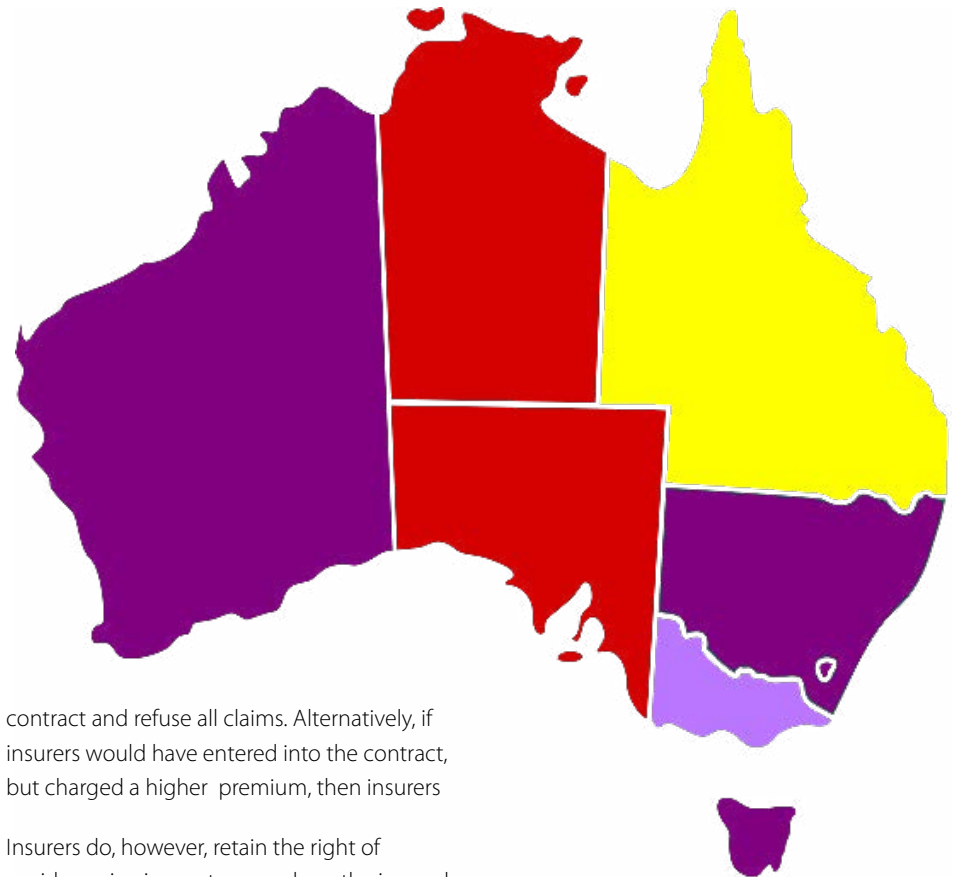 contract and refuse all claims. Alternatively, if
insurers would have entered into the contract,
but charged a higher premium, then insurers
Insurers do, however, retain the right of